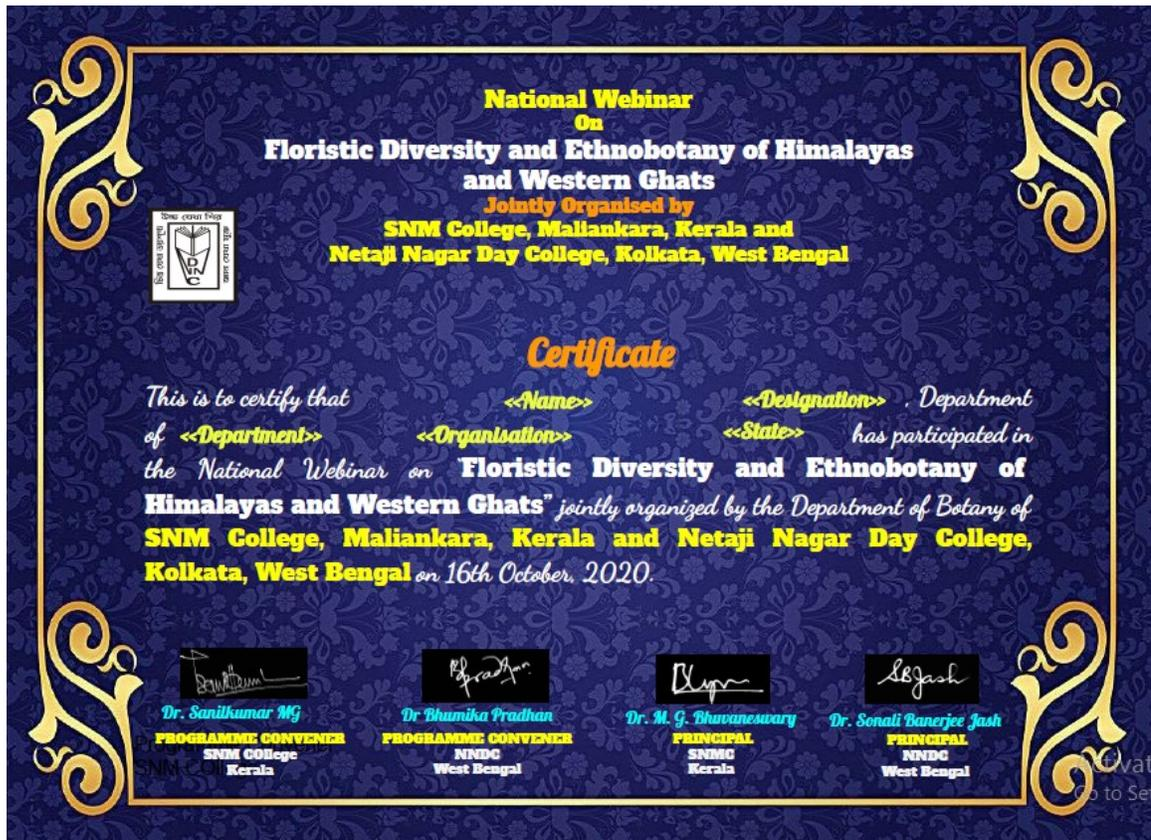 National Webinar
On
Floristic Diversity and Ethnobotany of Himalayas
and Western Ghats
Jointly Organised by
SNM College, Maliankara, Kerala and
Netaji Nagar Day College, Kolkata, West Bengal
DNNC
Certificate
This is to certify that <<Name>> <<Designation>> , Department
of <<Department>> <<Organisation>> <<State>> has participated in
the National Webinar on Floristic Diversity and Ethnobotany of
Himalayas and Western Ghats” jointly organized by the Department of Botany of
SNM College, Maliankara, Kerala and Netaji Nagar Day College,
Kolkata, West Bengal on 16th October, 2020.
Dr. Sanilkumar MG Dr Bhumika Pradhan Dr. M. G. Bhuvaneswary Dr. Sonali Banerjee Jash
PROGRAMME CONVENER PROGRAMME CONVENER PRINCIPAL PRINCIPAL
SNM COllege NNDC SNMC NNDC
Kerala West Bengal Kerala West Bengal
Go to Se